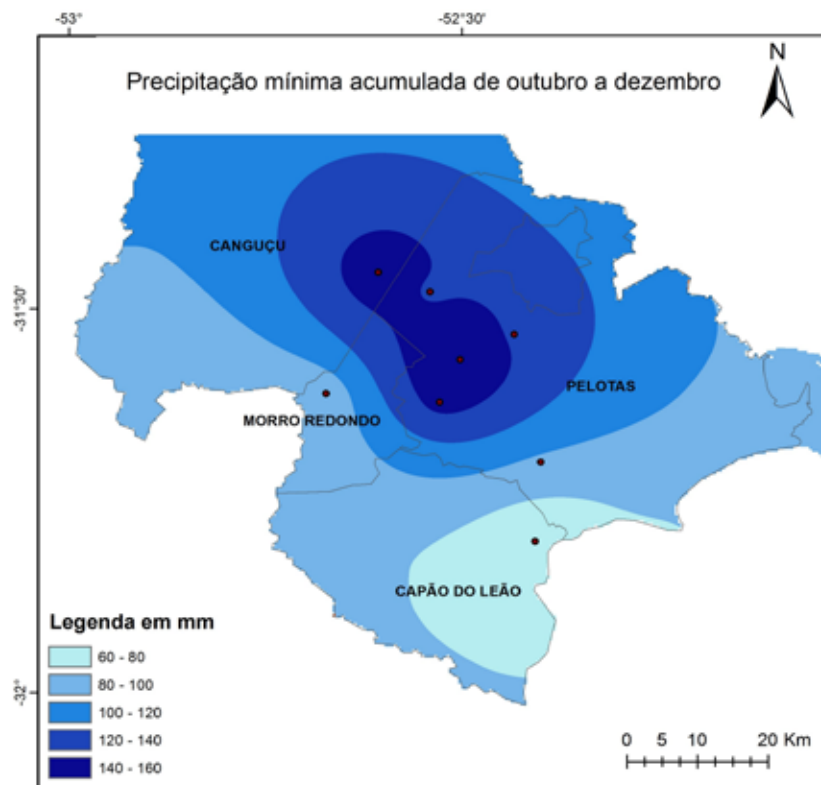 -53°
-52°30'
N
Precipitação mínima acumulada de outubro a dezembro
CANGUÇU
-31°30'
PELOTAS
MORRO REDONDO
CAPÃO DO LEÃO
Legenda em mm
60 - 80
80 - 100
100 - 120
120 - 140
140 - 160
-32°
0 5 10 20 Km